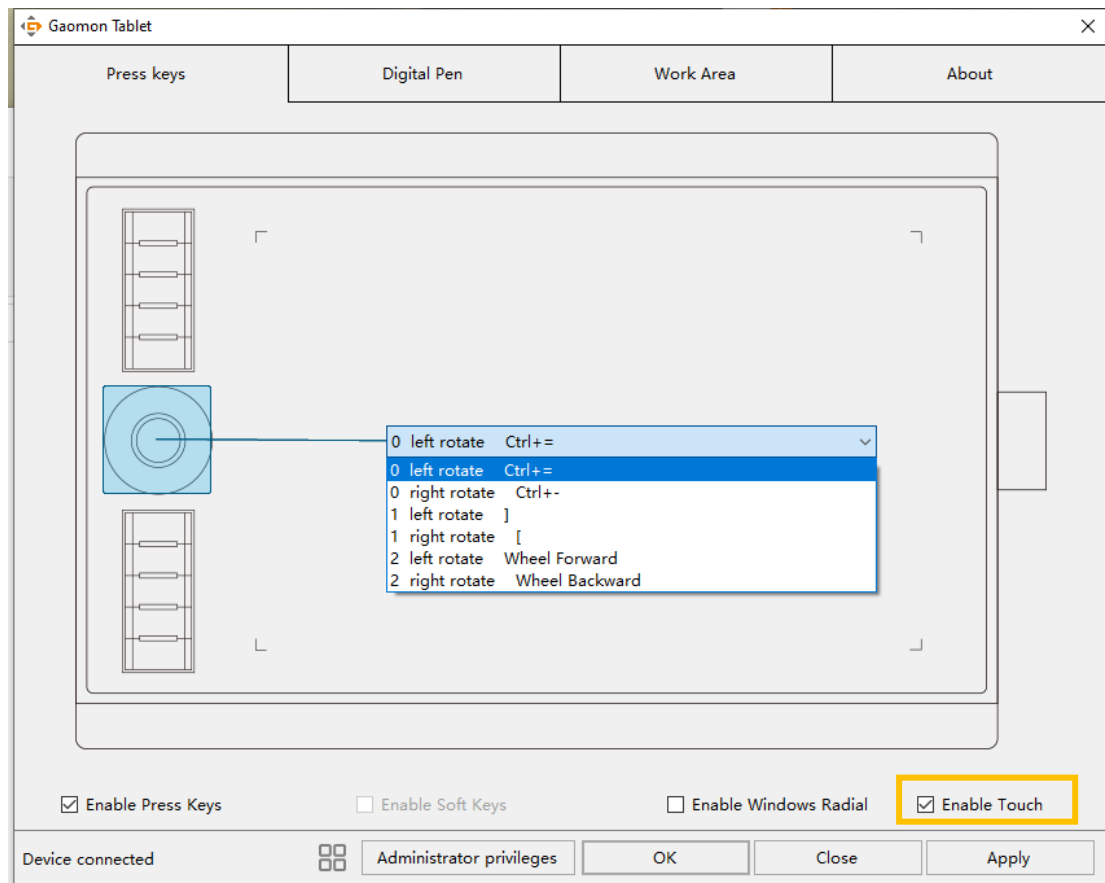 Gaomon Tablet
Press keys
Digital Pen
Work Area
About
0 left rotate Ctrl+=
0 left rotate Ctrl+=
0 right rotate Ctrl+-
1 left rotate ]
1 right rotate [
2 left rotate Wheel Forward
2 right rotate Wheel Backward
Enable Press Keys
Enable Soft Keys
Enable Windows Radial
Enable Touch
Device connected
Administrator privileges
OK
Close
Apply